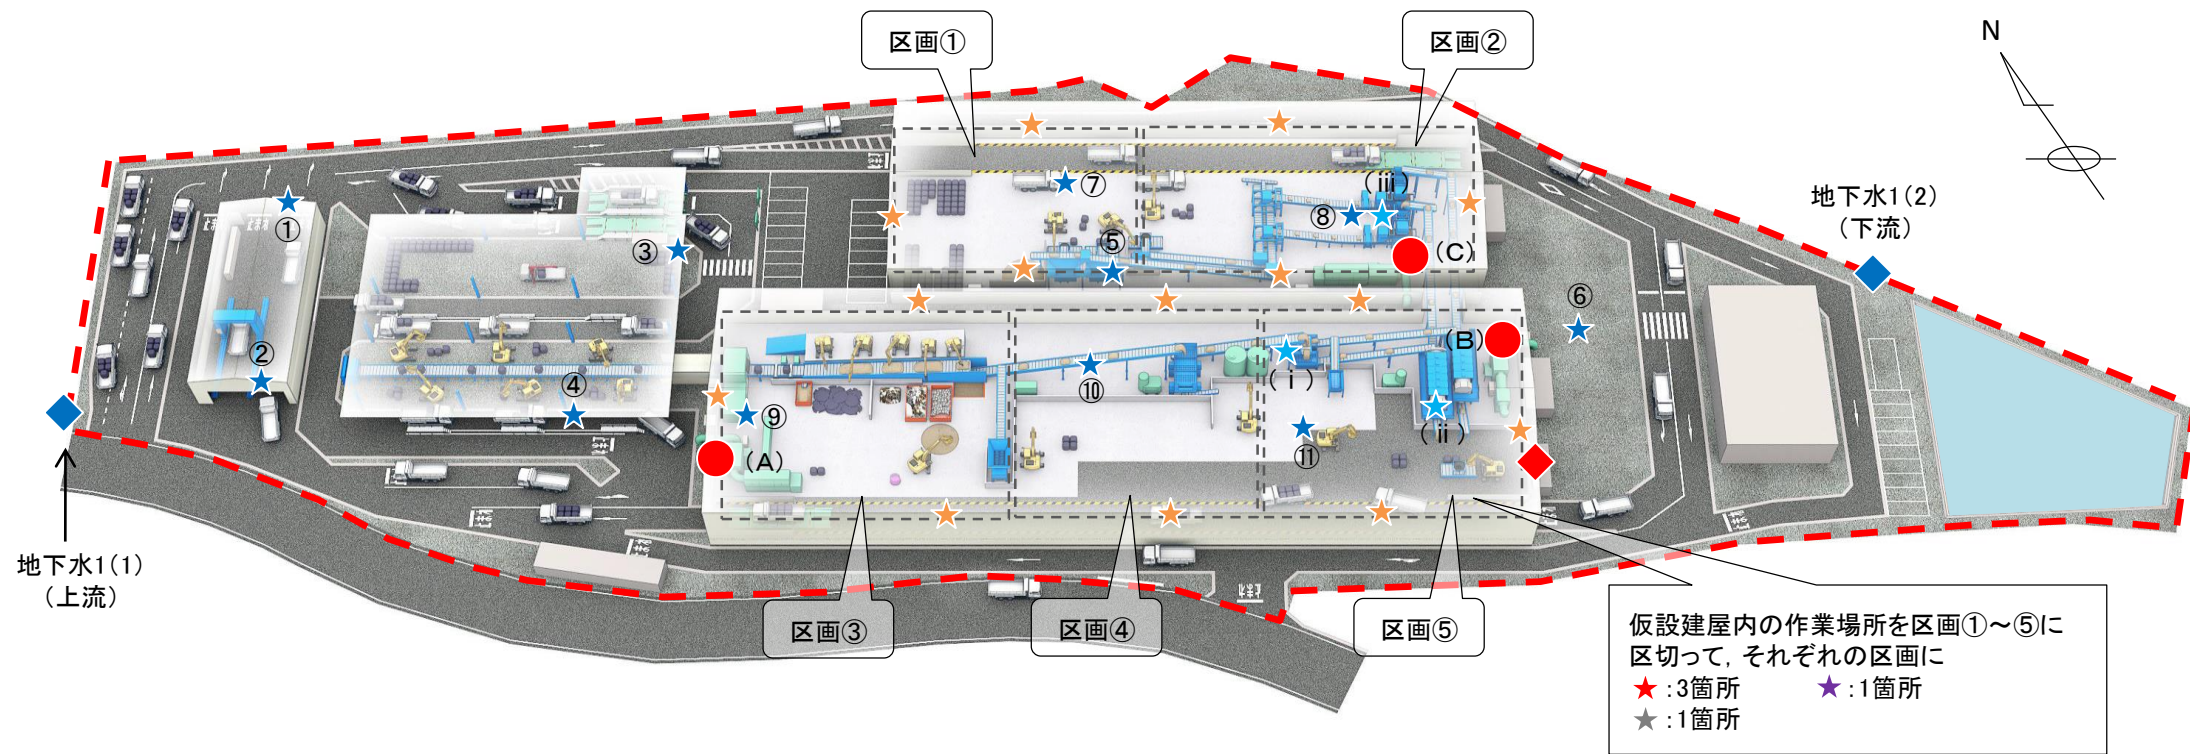 区画①
区画②
N
地下水1(2)
(下流)
①
②
③
④
⑤
⑥
⑦
⑧
(ⅲ)
(C)
(B)
(ⅰ)
(ⅱ)
⑨
⑩
⑪
(A)
地下水1(1)
(上流)
区画③
区画④
区画⑤
仮設建屋内の作業場所を区画①~⑤に
区切って,それぞれの区画に
★:3箇所 ★:1箇所
★:1箇所